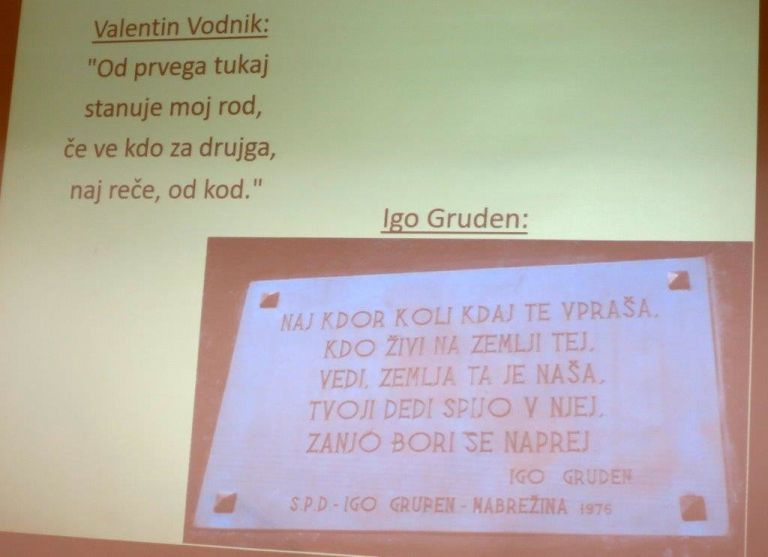 Valentin Vodnik:
"Od prvega tukaj
stanuje moj rod,
če ve kdo za drujga,
naj reče, od kod."
Igo Gruden:
NAJ KDOR KOLI KDAJ TE VPRAŠA,
KDO ŽIVI NA ZEMLJI TEJ,
VEDI, ZEMLJA TA JE NAŠA,
TVOJI DEDI SPIJO V NJEJ,
ZANJO BORI SE NAPREJ
IGO GRUDEN
S.P.D - IGO GRUDEN - NABREŽINA 1976